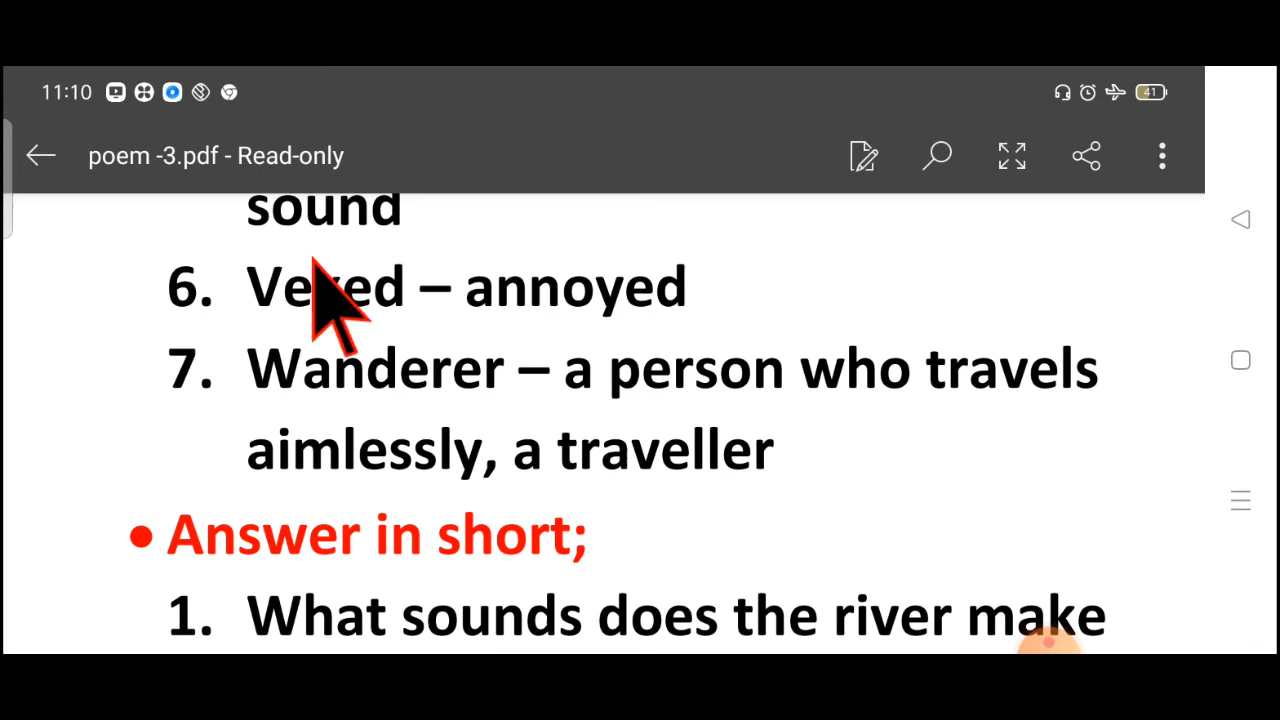 11:10 41
poem -3.pdf - Read-only
sound
6. Vexed – annoyed
7. Wanderer – a person who travels
aimlessly, a traveller
• Answer in short;
1. What sounds does the river make